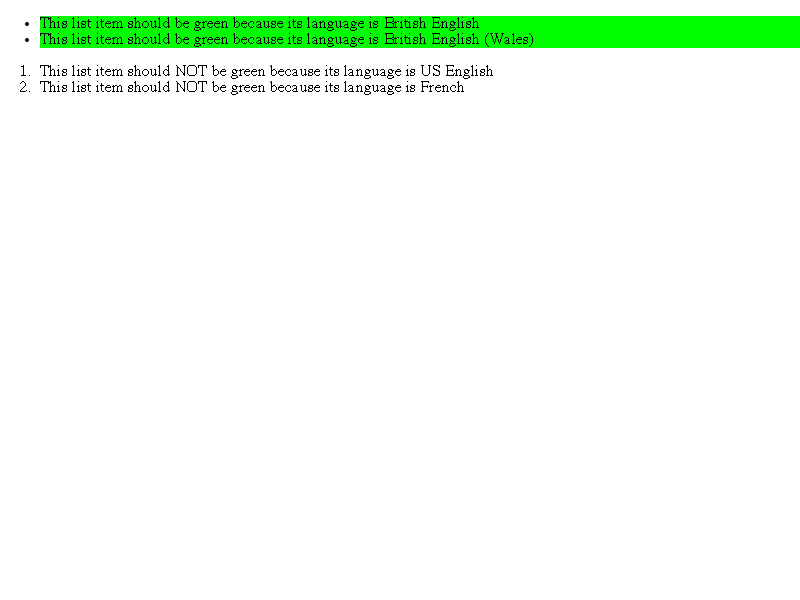 • This list item should be green because its language is British English
• This list item should be green because its language is British English (Wales)
1. This list item should NOT be green because its language is US English
2. This list item should NOT be green because its language is French